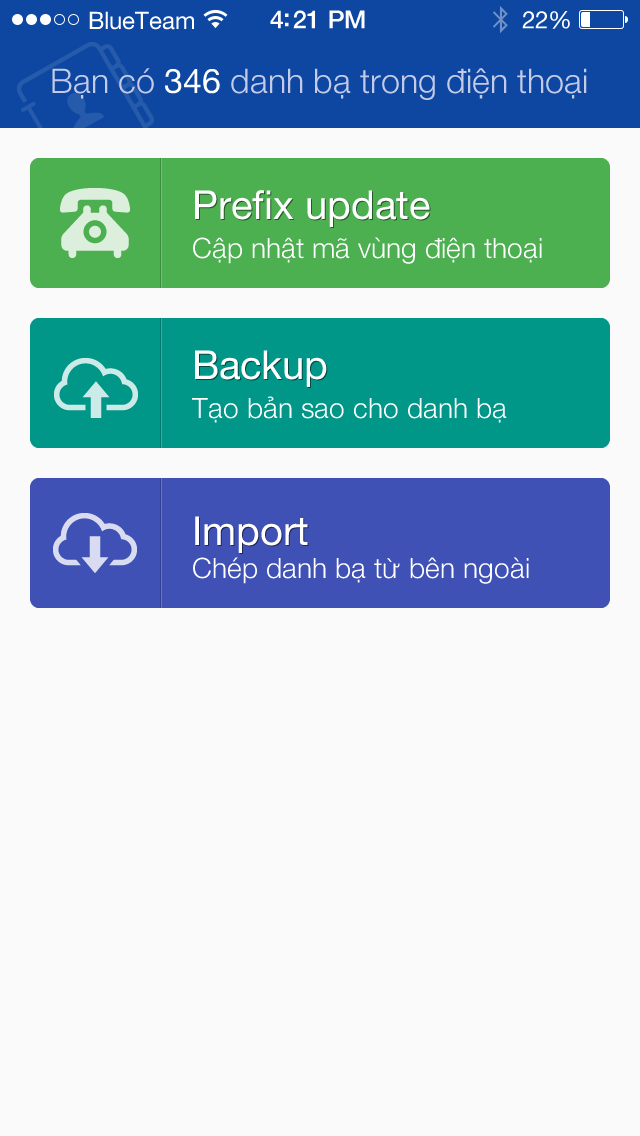 BlueTeam 4:21 PM 22%
Bạn có 346 danh bạ trong điện thoại
Prefix update
Cập nhật mã vùng điện thoại
Backup
Tạo bản sao cho danh bạ
Import
Chép danh bạ từ bên ngoài